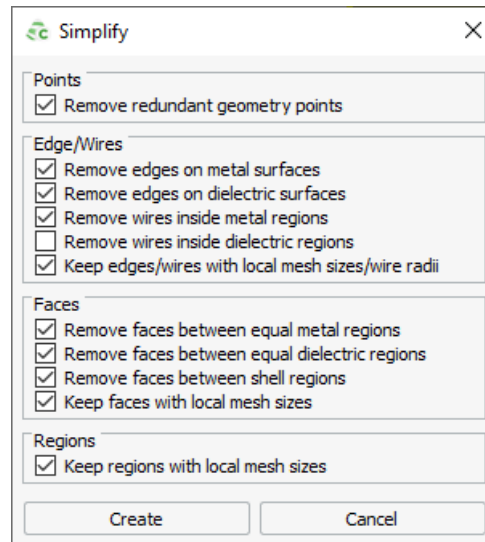 Simplify
Points
Remove redundant geometry points
Edge/Wires
Remove edges on metal surfaces
Remove edges on dielectric surfaces
Remove wires inside metal regions
Remove wires inside dielectric regions
Keep edges/wires with local mesh sizes/wire radii
Faces
Remove faces between equal metal regions
Remove faces between equal dielectric regions
Remove faces between shell regions
Keep faces with local mesh sizes
Regions
Keep regions with local mesh sizes
Create Cancel